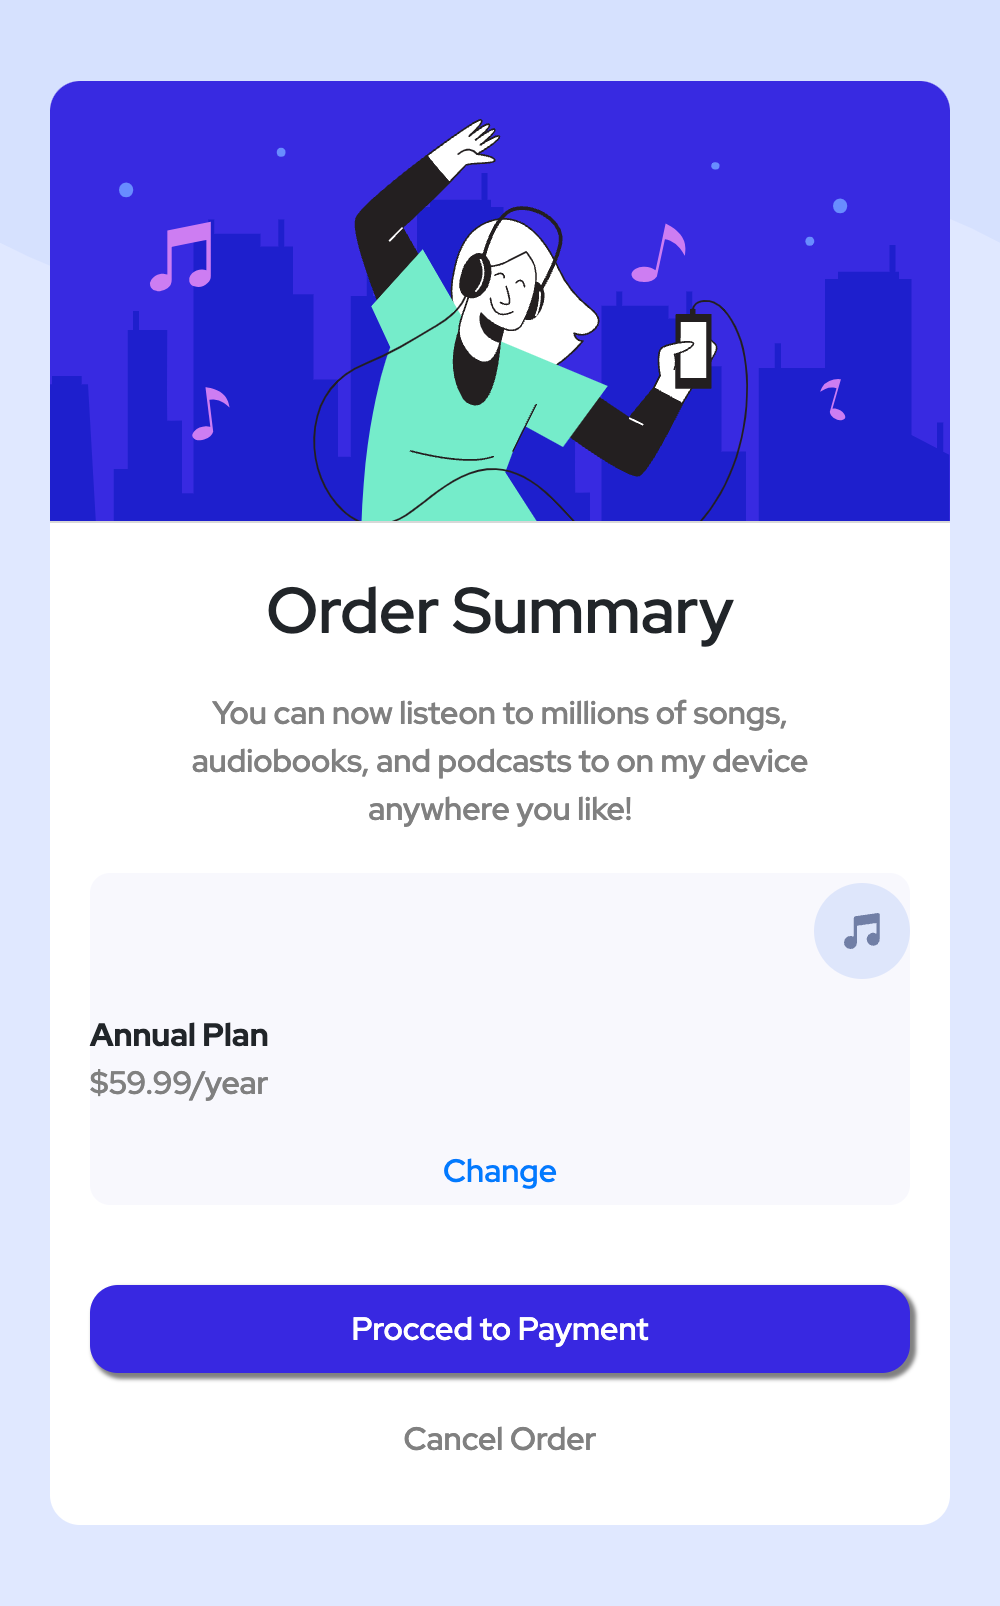 Order Summary
You can now listeon to millions of songs,
audiobooks, and podcasts to on my device
anywhere you like!
Annual Plan
$59.99/year
Change
Procced to Payment
Cancel Order